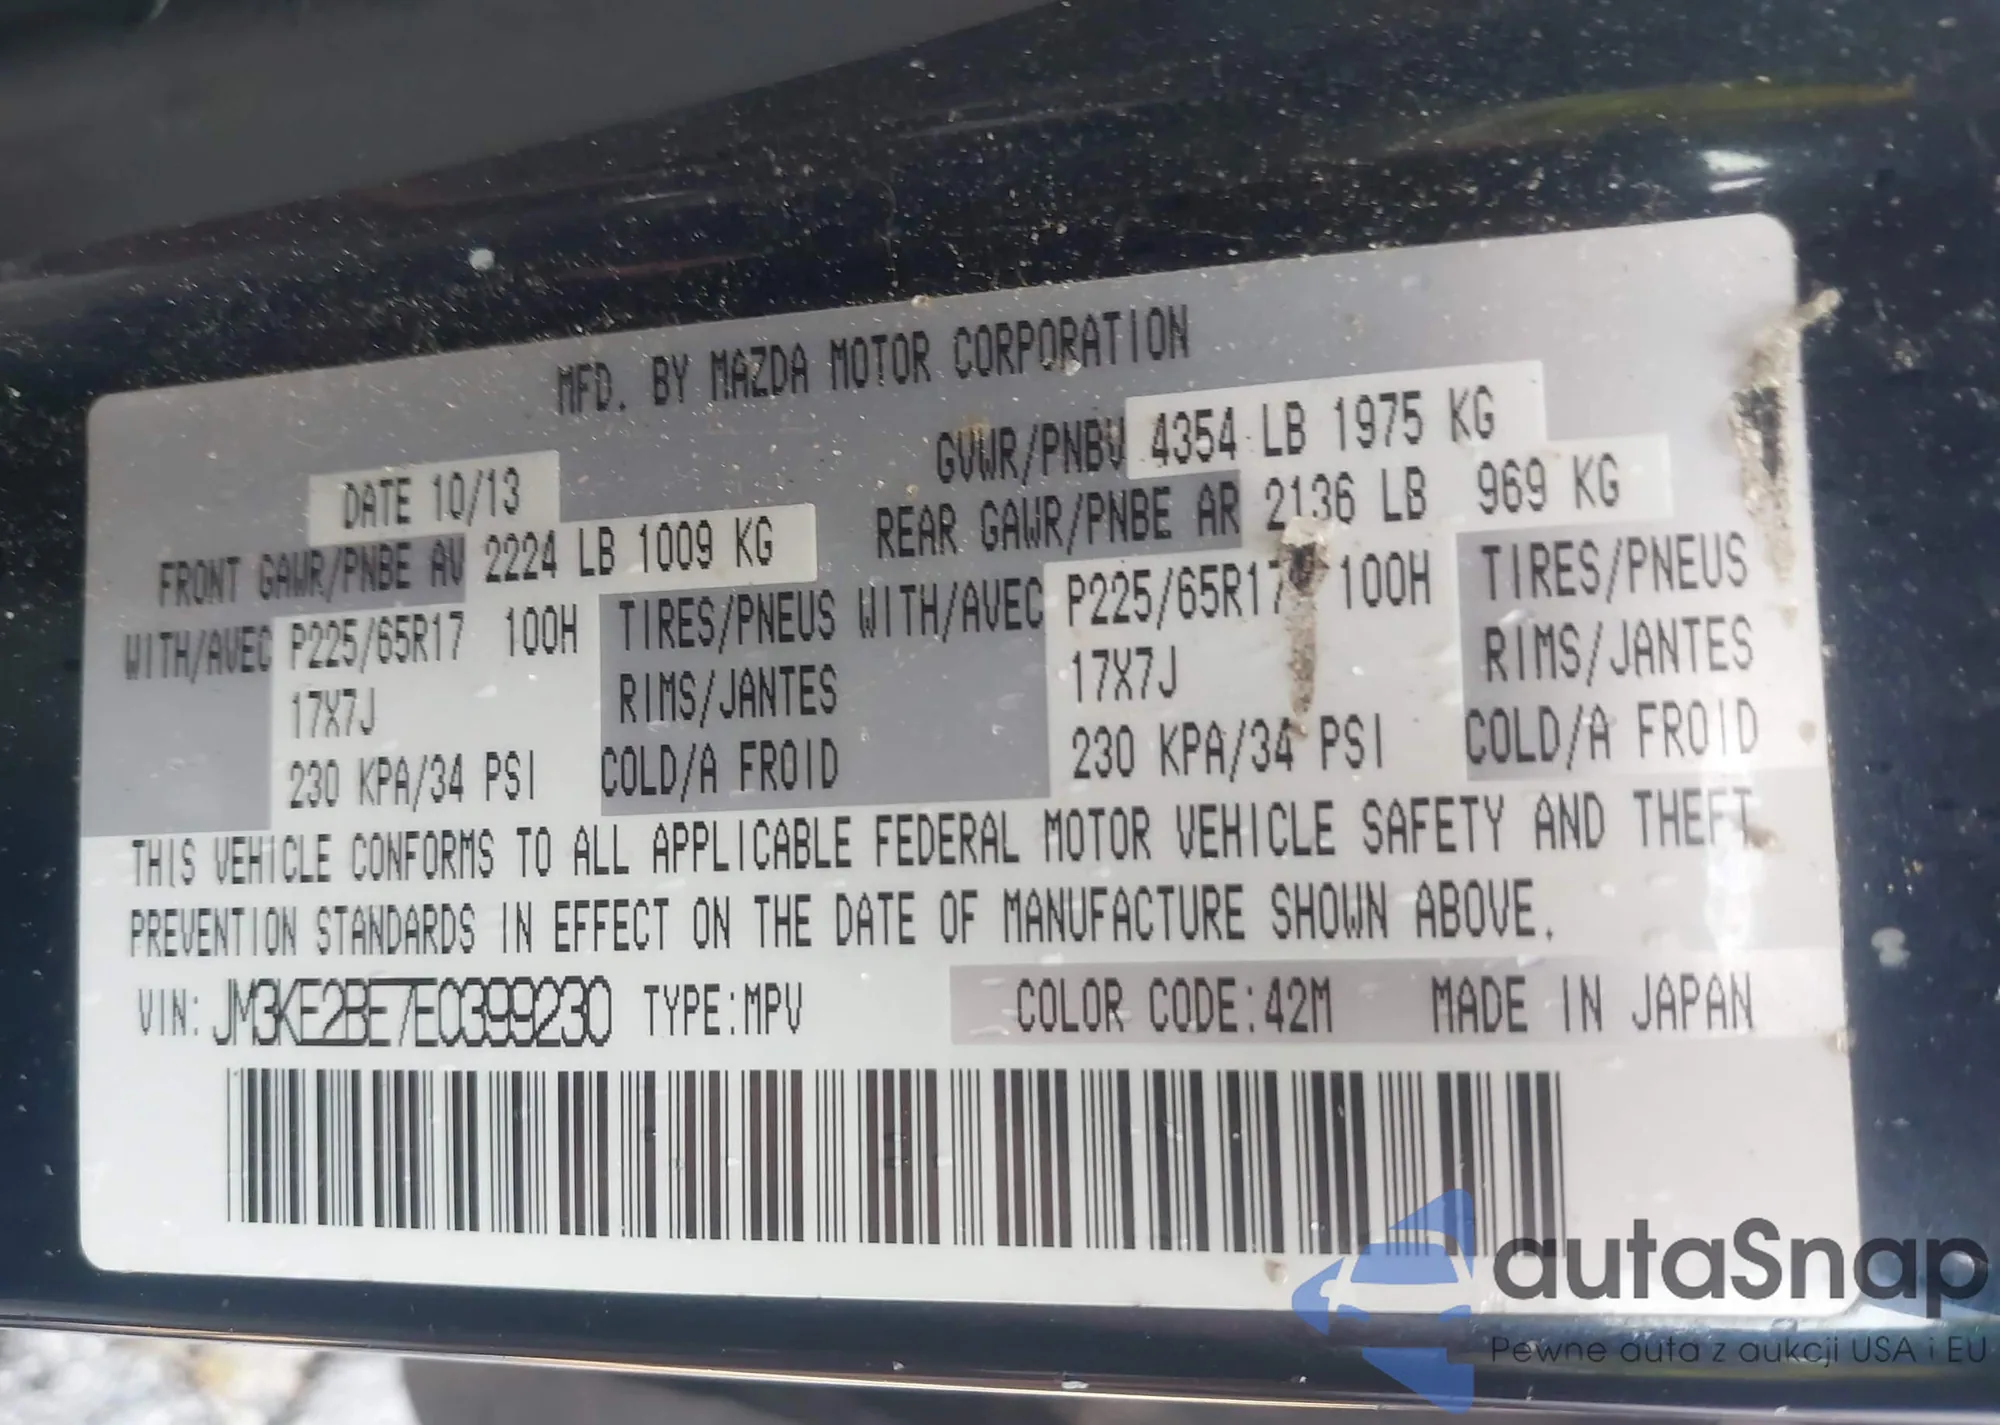 MFD. BY MAZDA MOTOR CORPORATION
GVWR/PNBV 4354 LB 1975 KG
DATE 10/13
FRONT GAWR/PNBE AV 2224 LB 1009 KG
REAR GAWR/PNBE AR 2136 LB 969 KG
WITH/AVEC P225/65R17 100H TIRES/PNEUS
17X7J RIMS/JANTES
230 KPA/34 PSI COLD/A FROID
WITH/AVEC P225/65R17 100H TIRES/PNEUS
17X7J RIMS/JANTES
230 KPA/34 PSI COLD/A FROID
THIS VEHICLE CONFORMS TO ALL APPLICABLE FEDERAL MOTOR VEHICLE SAFETY AND THEFT
PREVENTION STANDARDS IN EFFECT ON THE DATE OF MANUFACTURE SHOWN ABOVE.
VIN: JM3KE2BE7E0399230 TYPE:MPV COLOR CODE:42M MADE IN JAPAN
autaSnap
Pewne auta z aukcji USA i EU